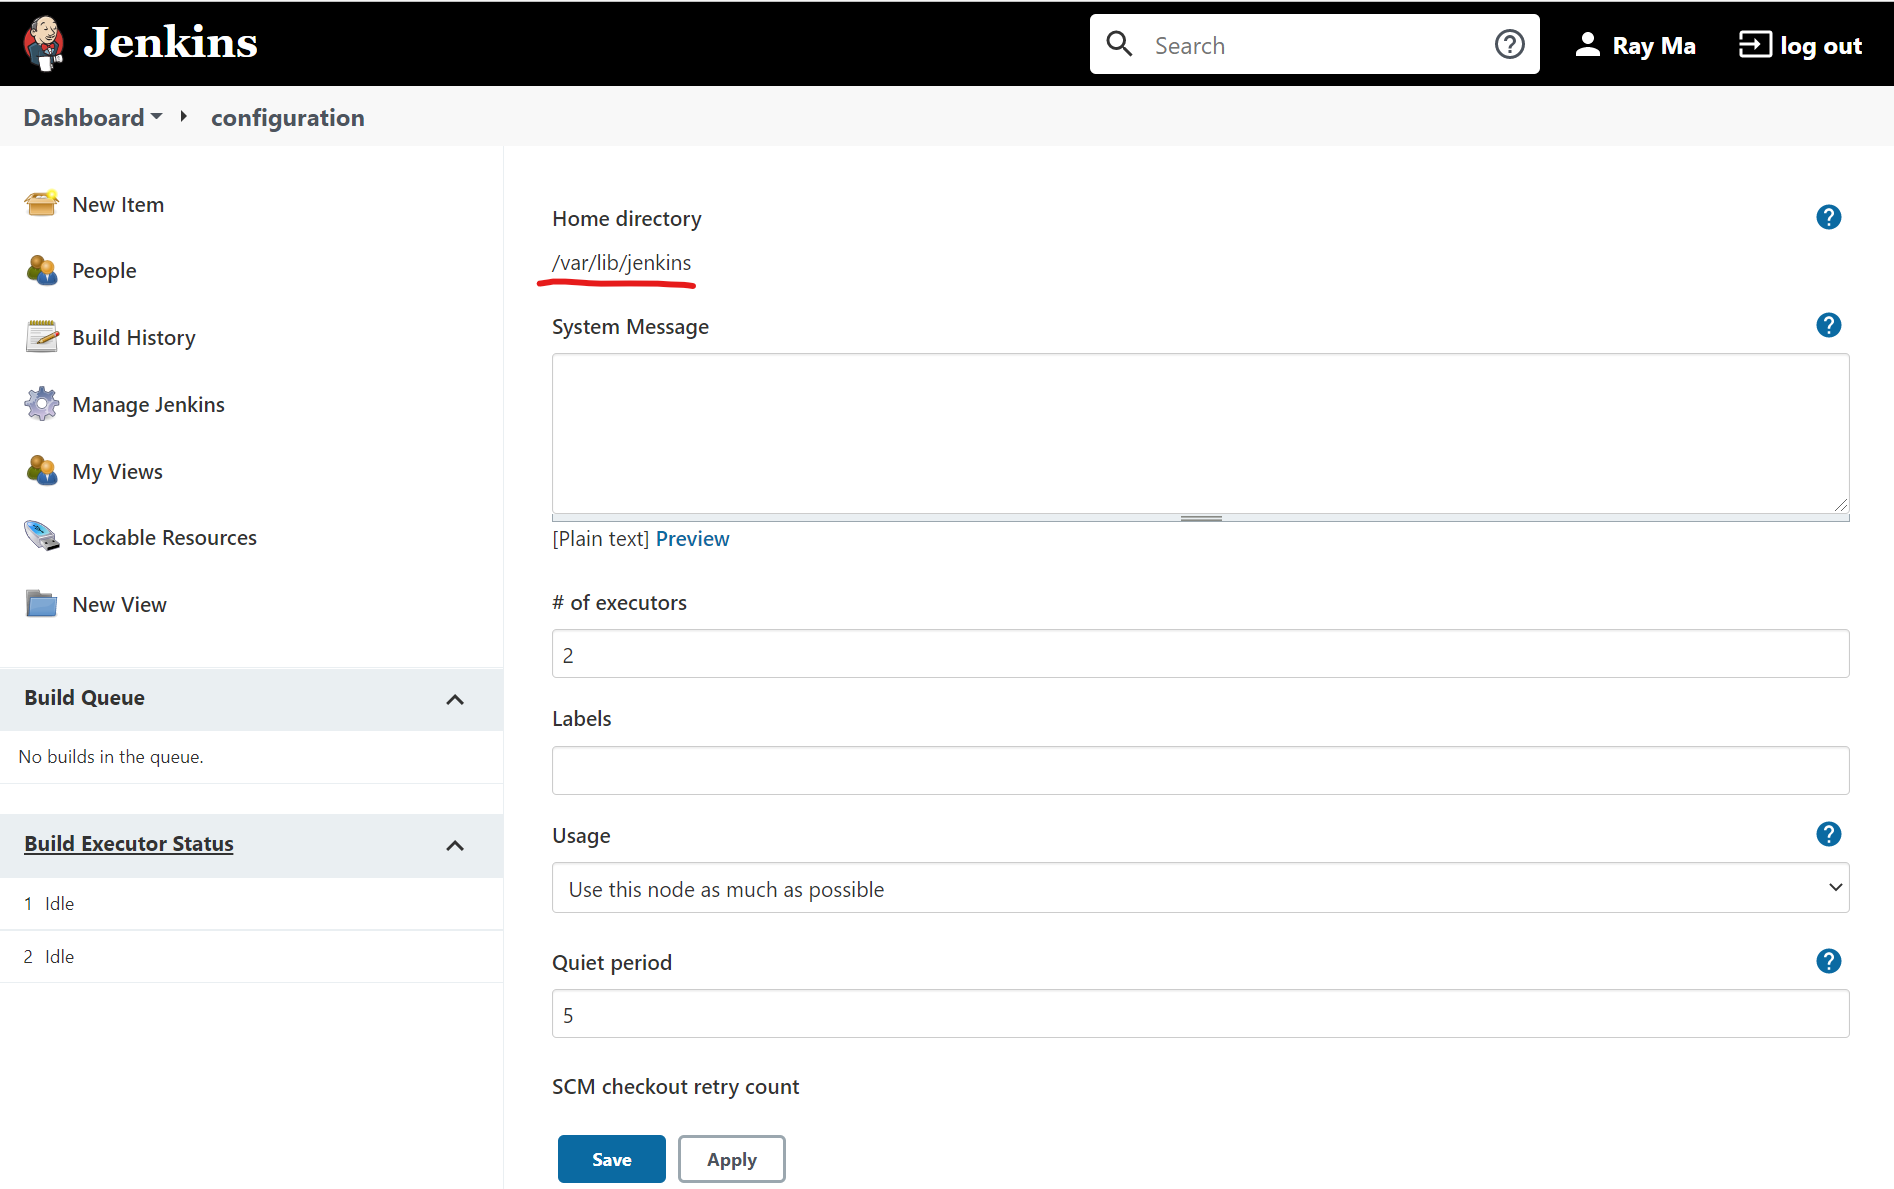 Jenkins
Search
Ray Ma
log out
Dashboard
configuration
New Item
People
Build History
Manage Jenkins
My Views
Lockable Resources
New View
Build Queue
No builds in the queue.
Build Executor Status
1 Idle
2 Idle
Home directory
/var/lib/jenkins
System Message
[Plain text] Preview
# of executors
2
Labels
Usage
Use this node as much as possible
Quiet period
5
SCM checkout retry count
Save
Apply